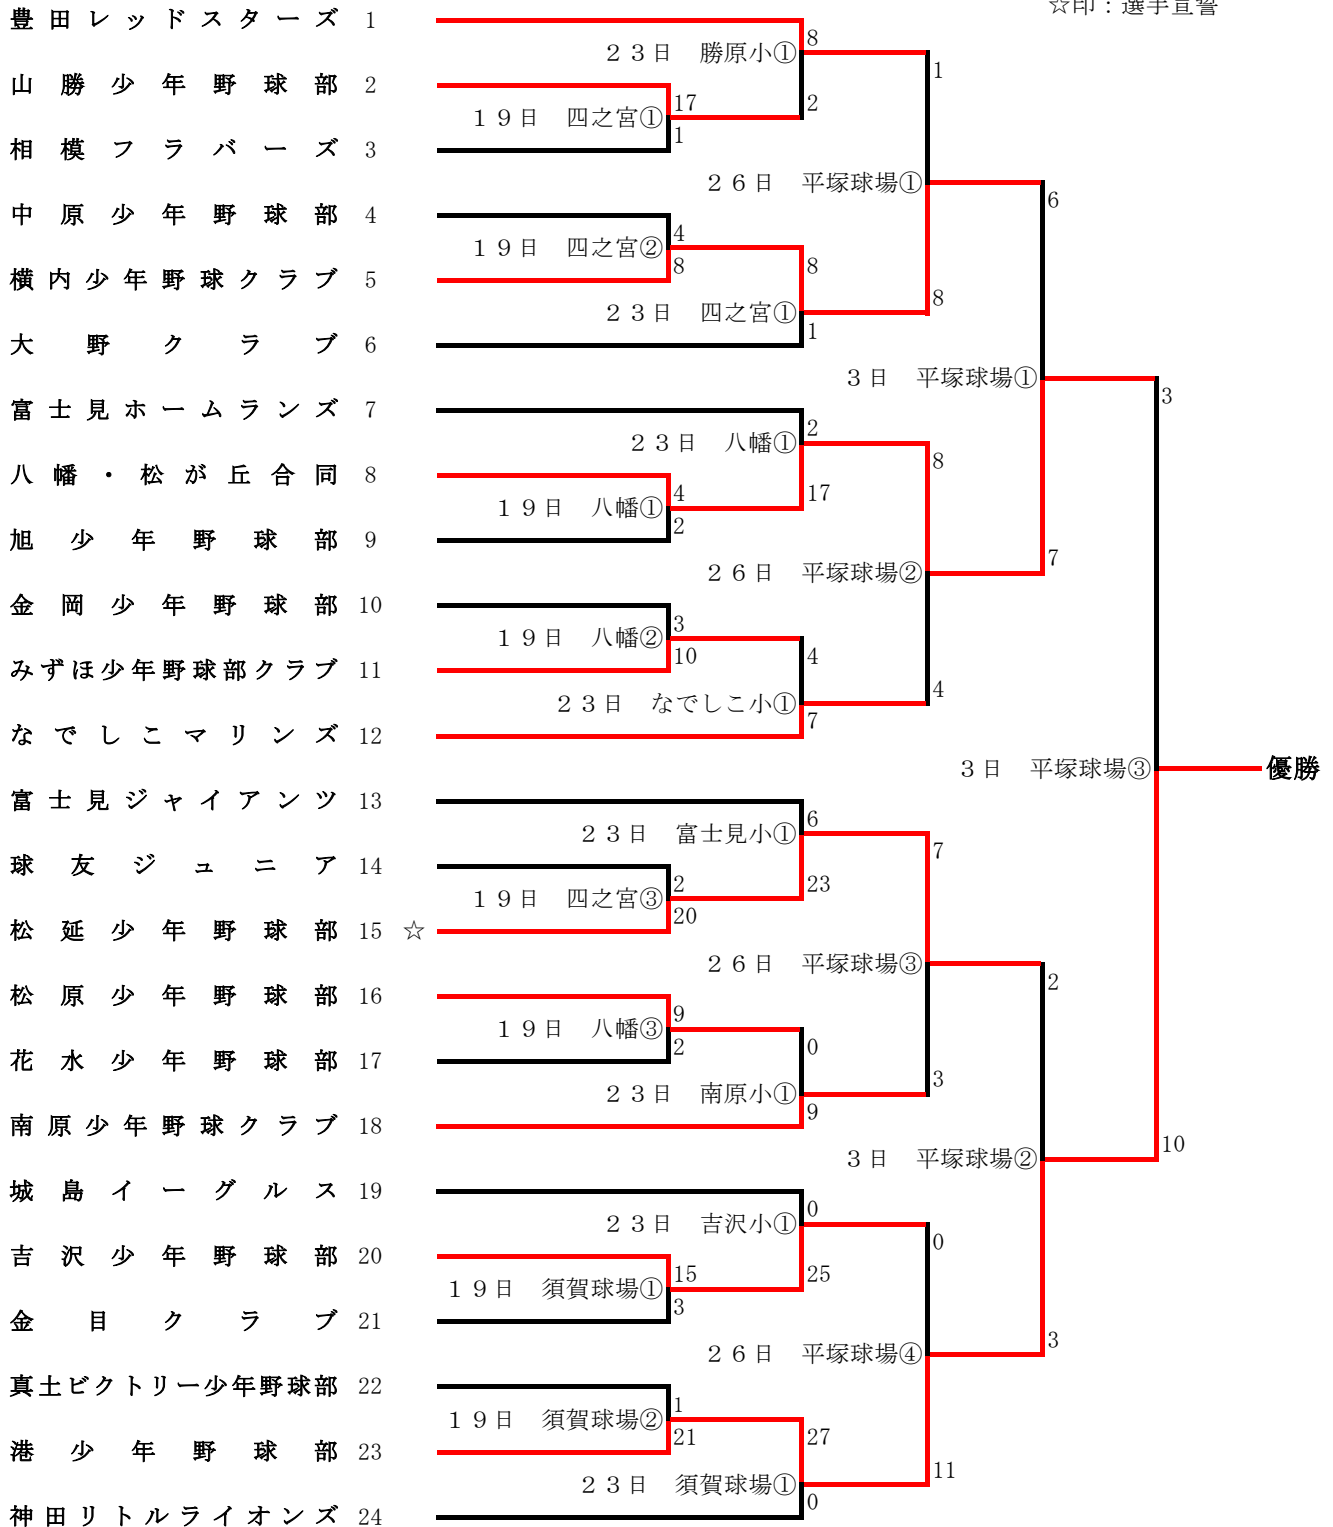 ☆印：選手宣誓
豊田レッドスターズ 1
8
２３日 勝原小①
1
山勝少年野球部 2
17
2
１９日 四之宮①
1
相模フラバーズ 3
２６日 平塚球場①
6
中原少年野球部 4
4
１９日 四之宮②
8
8
横内少年野球クラブ 5
8
２３日 四之宮①
1
大野クラブ 6
３日 平塚球場①
3
富士見ホームランズ 7
2
２３日 八幡①
8
八幡・松が丘合同 8
4
17
１９日 八幡①
2
旭少年野球部 9
7
２６日 平塚球場②
金岡少年野球部 10
3
１９日 八幡②
10
4
みずほ少年野球部クラブ 11
4
２３日 なでしこ小①
7
なでしこマリンズ 12
３日 平塚球場③
優勝
富士見ジャイアンツ 13
6
２３日 富士見小①
7
球友ジュニア 14
2
23
１９日 四之宮③
20
松延少年野球部 15 ☆
２６日 平塚球場③
2
松原少年野球部 16
9
１９日 八幡③
2
0
花水少年野球部 17
3
２３日 南原小①
9
南原少年野球クラブ 18
10
３日 平塚球場②
城島イーグルス 19
0
２３日 吉沢小①
0
吉沢少年野球部 20
15
25
１９日 須賀球場①
3
金目クラブ 21
3
２６日 平塚球場④
真土ビクトリー少年野球部 22
1
１９日 須賀球場②
21
27
港少年野球部 23
11
２３日 須賀球場①
0
神田リトルライオンズ 24